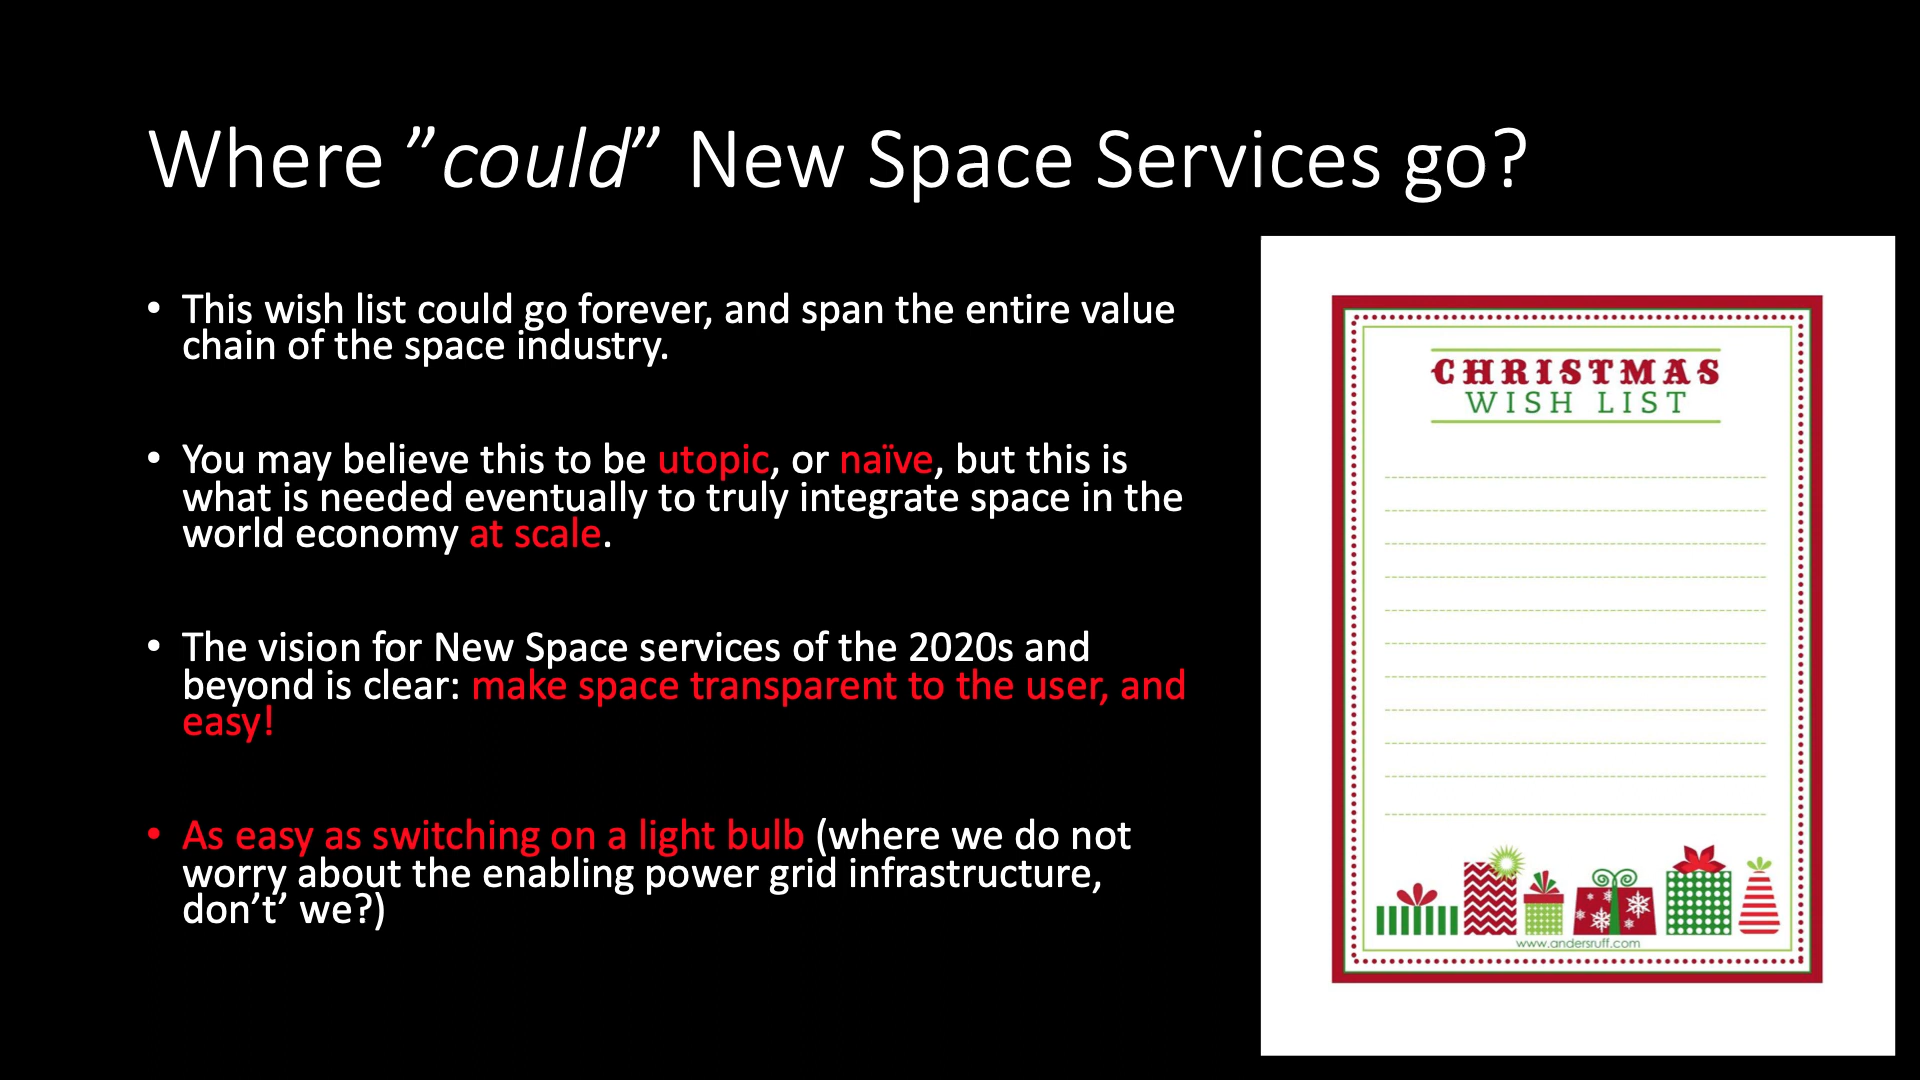 Where ”could” New Space Services go?
• This wish list could go forever, and span the entire value
chain of the space industry.
• You may believe this to be utopic, or naïve, but this is
what is needed eventually to truly integrate space in the
world economy at scale.
• The vision for New Space services of the 2020s and
beyond is clear: make space transparent to the user, and
easy!
• As easy as switching on a light bulb (where we do not
worry about the enabling power grid infrastructure,
don’t’ we?)
CHRISTMAS
WISH LIST
www.andersruff.com